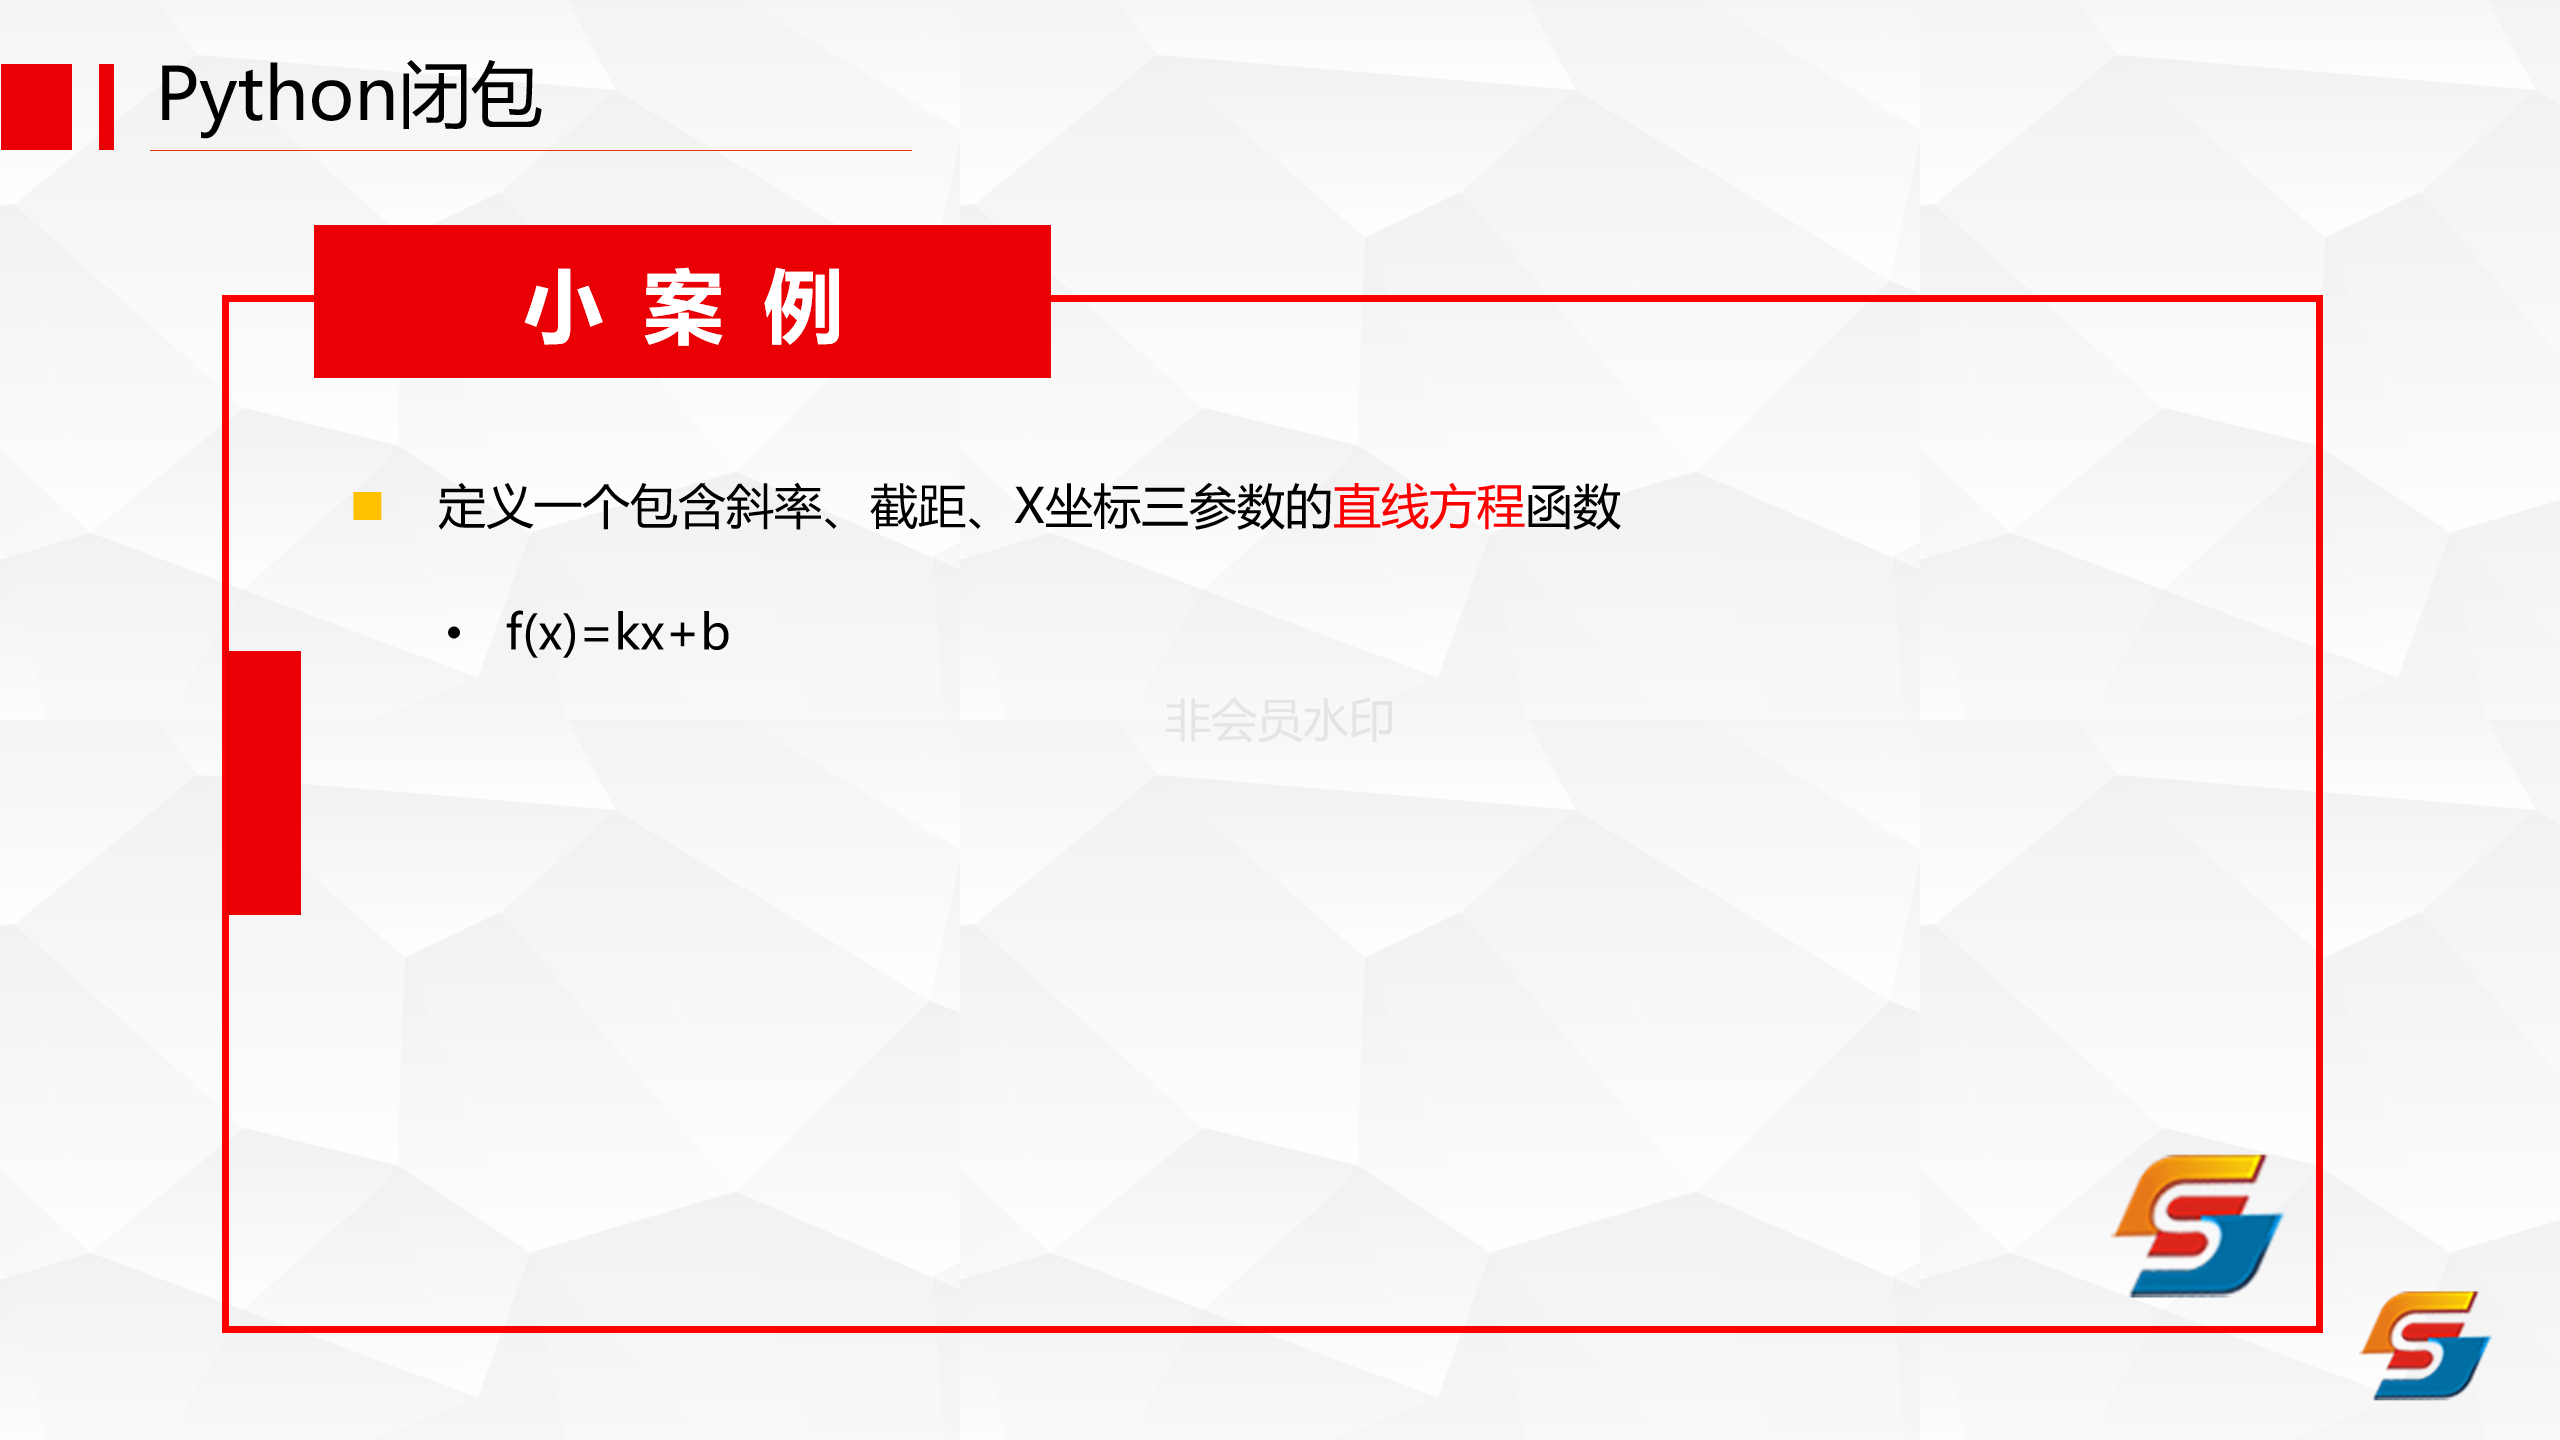 Python闭包
小 案 例
定义一个包含斜率、截距、X坐标三参数的直线方程函数
• f(x)=kx+b
非会员水印